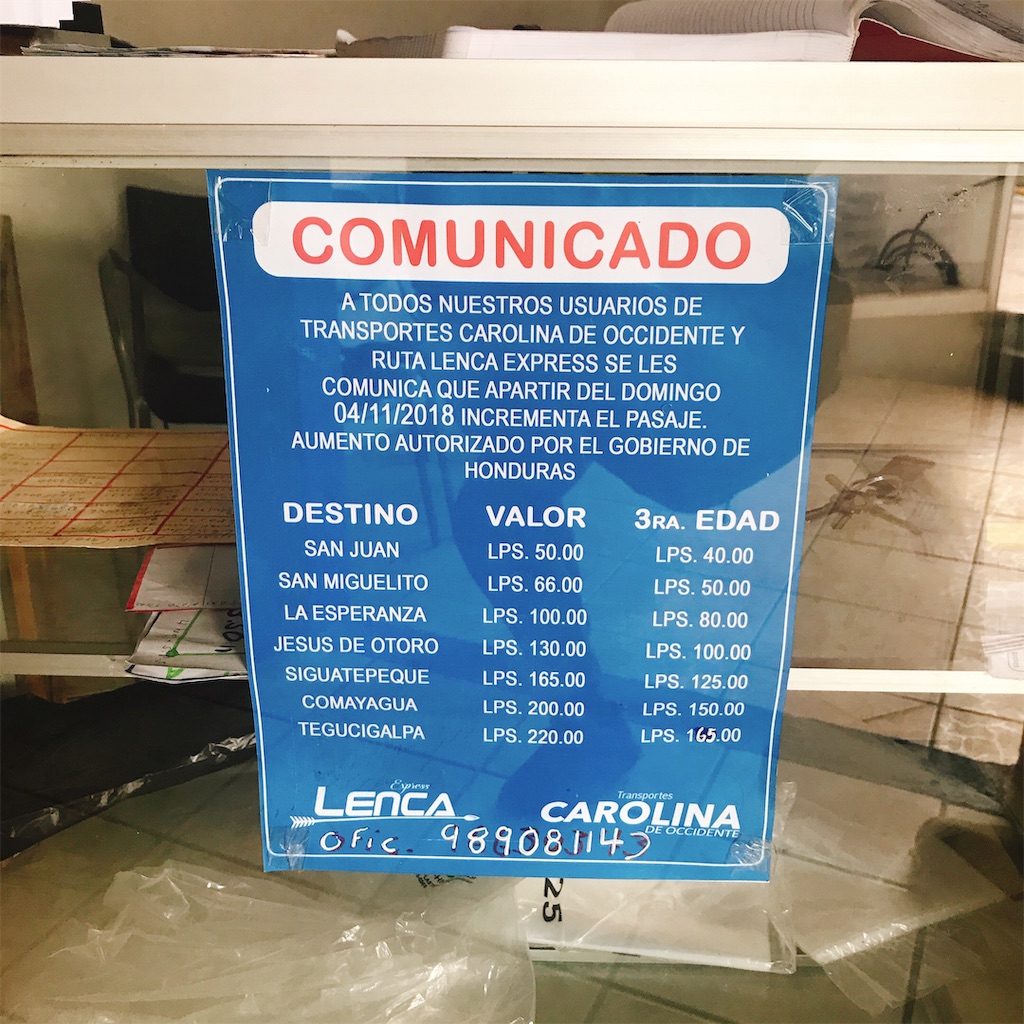 COMUNICADO
A TODOS NUESTROS USUARIOS DE
TRANSPORTES CAROLINA DE OCCIDENTE Y
RUTA LENCA EXPRESS SE LES
COMUNICA QUE APARTIR DEL DOMINGO
04/11/2018 INCREMENTA EL PASAJE.
AUMENTO AUTORIZADO POR EL GOBIERNO DE
HONDURAS
DESTINO VALOR 3RA. EDAD
SAN JUAN LPS. 50.00 LPS. 40.00
SAN MIGUELITO LPS. 66.00 LPS. 50.00
LA ESPERANZA LPS. 100.00 LPS. 80.00
JESUS DE OTORO LPS. 130.00 LPS. 100.00
SIGUATEPEQUE LPS. 165.00 LPS. 125.00
COMAYAGUA LPS. 200.00 LPS. 150.00
TEGUCIGALPA LPS. 220.00 LPS. 165.00
Express
LENCA
Transportes
CAROLINA
DE OCCIDENTE
OFIC. 98908143
25